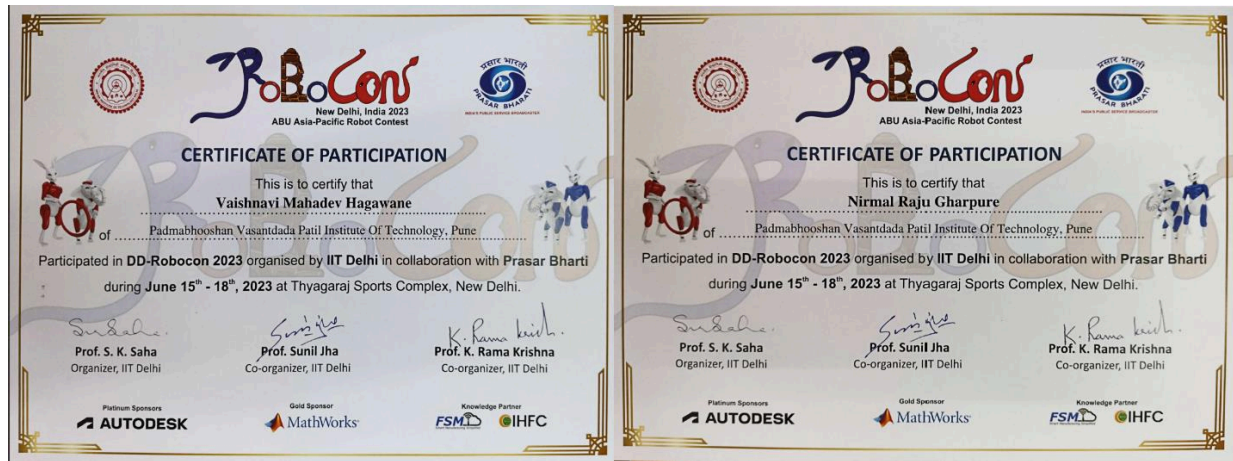 ROBOCON
New Delhi, India 2023
ABU Asia-Pacific Robot Contest
प्रसार भारती
PRASAR BHARATI
INDIA'S PUBLIC SERVICE BROADCASTER
CERTIFICATE OF PARTICIPATION
This is to certify that
Vaishnavi Mahadev Hagawane
of Padmabhooshan Vasantdada Patil Institute Of Technology, Pune
Participated in DD-Robocon 2023 organised by IIT Delhi in collaboration with Prasar Bharti
during June 15th - 18th, 2023 at Thyagaraj Sports Complex, New Delhi.
Prof. S. K. Saha
Organizer, IIT Delhi
Prof. Sunil Jha
Co-organizer, IIT Delhi
K. Rama
Prof. K. Rama Krishna
Co-organizer, IIT Delhi
Platinum Sponsors
AUTODESK
Gold Sponsor
MathWorks
Knowledge Partner
FSM IHFC
ROBOCON
New Delhi, India 2023
ABU Asia-Pacific Robot Contest
प्रसार भारती
PRASAR BHARATI
INDIA'S PUBLIC SERVICE BROADCASTER
CERTIFICATE OF PARTICIPATION
This is to certify that
Nirmal Raju Gharpure
of Padmabhooshan Vasantdada Patil Institute Of Technology, Pune
Participated in DD-Robocon 2023 organised by IIT Delhi in collaboration with Prasar Bharti
during June 15th - 18th, 2023 at Thyagaraj Sports Complex, New Delhi.
Prof. S. K. Saha
Organizer, IIT Delhi
Prof. Sunil Jha
Co-organizer, IIT Delhi
K. Rama
Prof. K. Rama Krishna
Co-organizer, IIT Delhi
Platinum Sponsors
AUTODESK
Gold Sponsor
MathWorks
Knowledge Partner
FSM IHFC